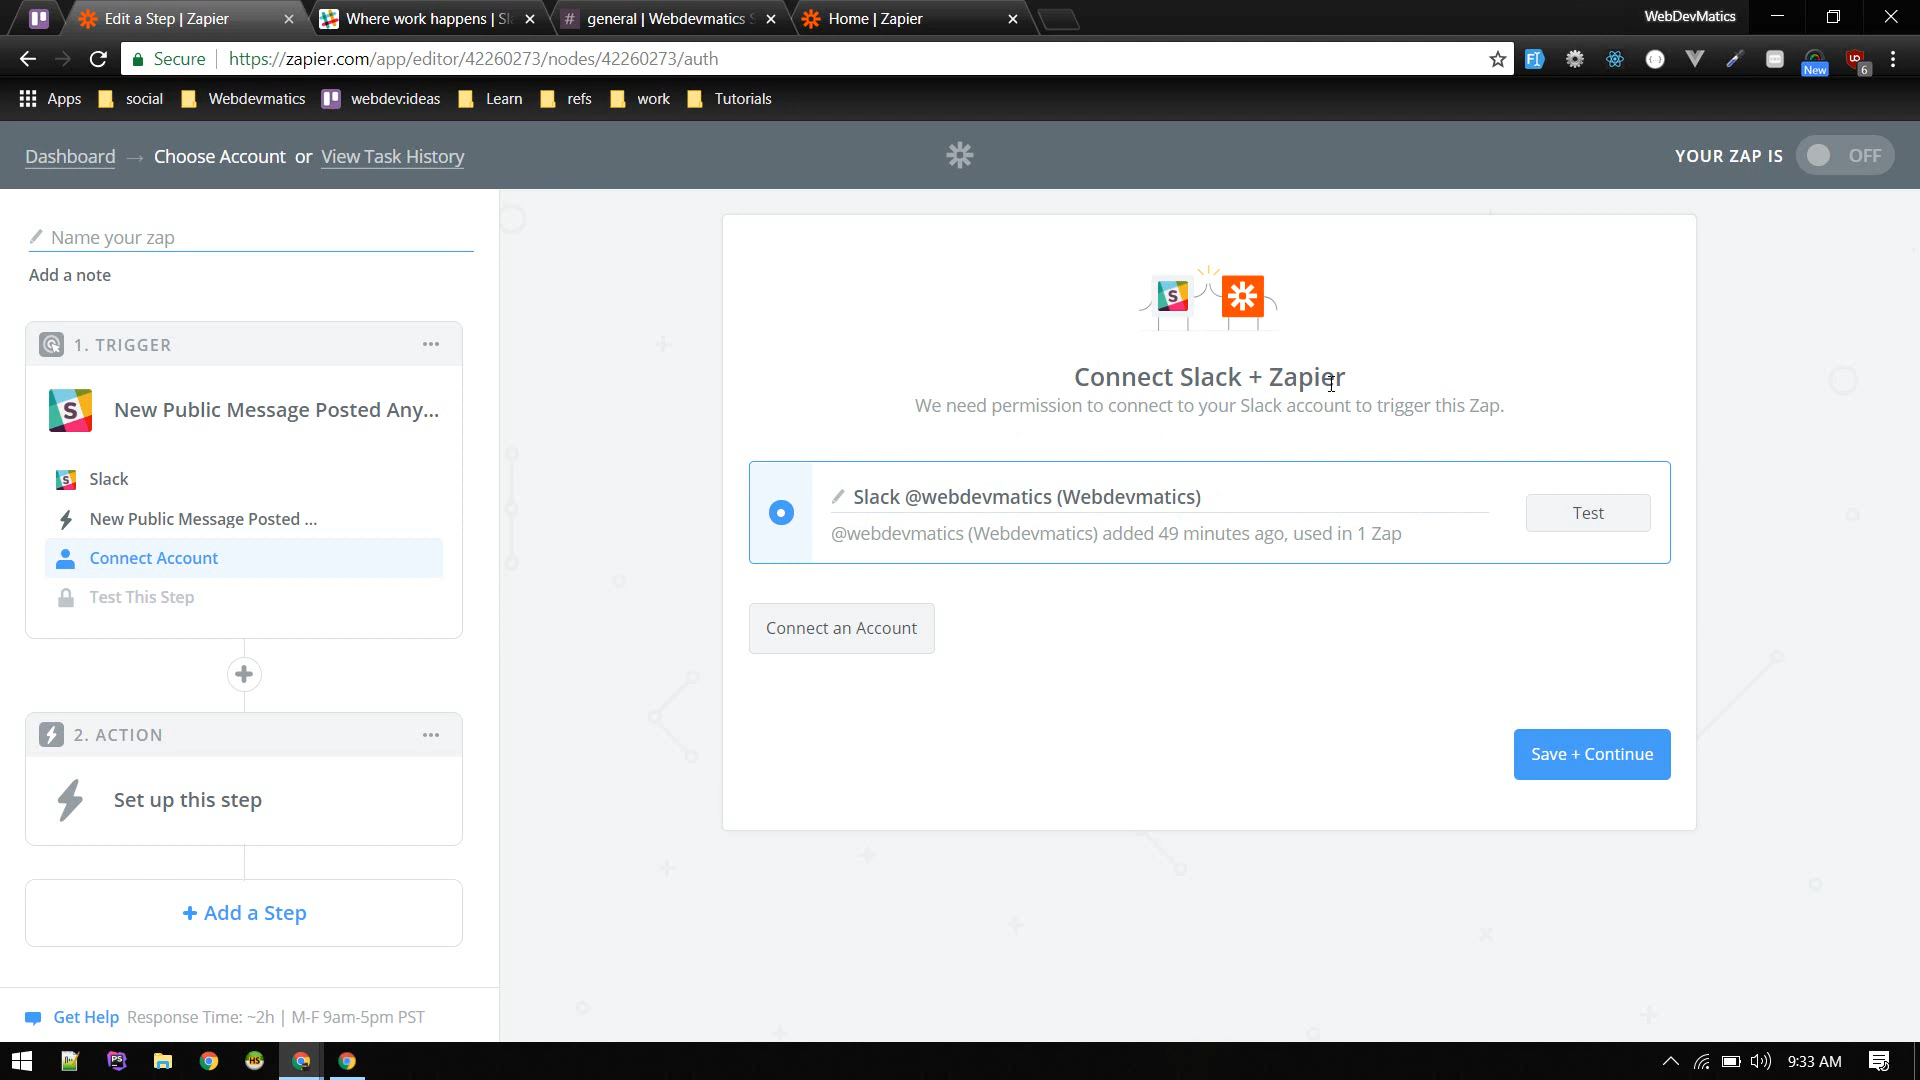 Edit a Step | Zapier
Where work happens | Sl
# general | Webdevmatics S
Home | Zapier
WebDevMatics
Secure
https://zapier.com/app/editor/42260273/nodes/42260273/auth
New
6
Apps
social
Webdevmatics
webdev:ideas
Learn
refs
work
Tutorials
Dashboard → Choose Account or View Task History
YOUR ZAP IS OFF
Name your zap
Add a note
1. TRIGGER
New Public Message Posted Any...
Slack
New Public Message Posted ...
Connect Account
Test This Step
2. ACTION
Set up this step
+ Add a Step
Get Help Response Time: ~2h | M-F 9am-5pm PST
Connect Slack + Zapier
We need permission to connect to your Slack account to trigger this Zap.
Slack @webdevmatics (Webdevmatics)
@webdevmatics (Webdevmatics) added 49 minutes ago, used in 1 Zap
Test
Connect an Account
Save + Continue
9:33 AM